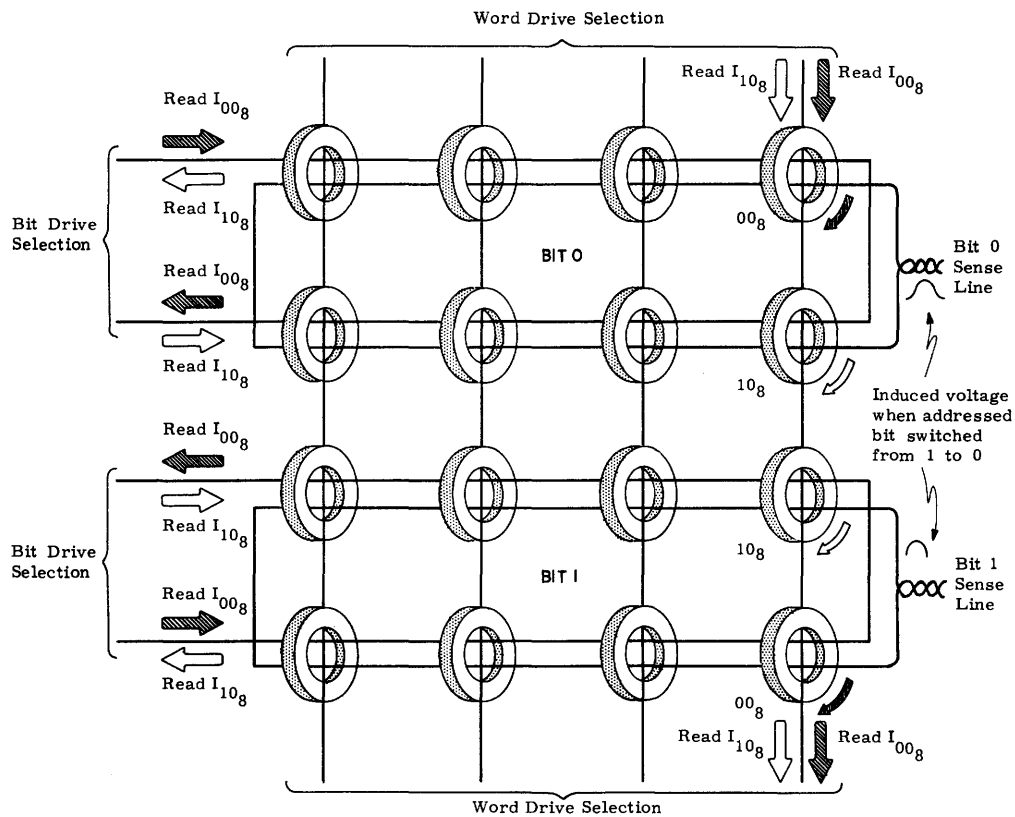 Word Drive Selection
Read I10₈
Read I00₈
Read I00₈
Read I10₈
00₈
Bit Drive
Selection
BIT 0
Bit 0
Sense
Line
Read I00₈
Read I10₈
10₈
Induced voltage
when addressed
bit switched
from 1 to 0
Read I00₈
Read I10₈
10₈
Bit Drive
Selection
BIT 1
Bit 1
Sense
Line
Read I00₈
Read I10₈
00₈
Read I10₈
Read I00₈
Word Drive Selection